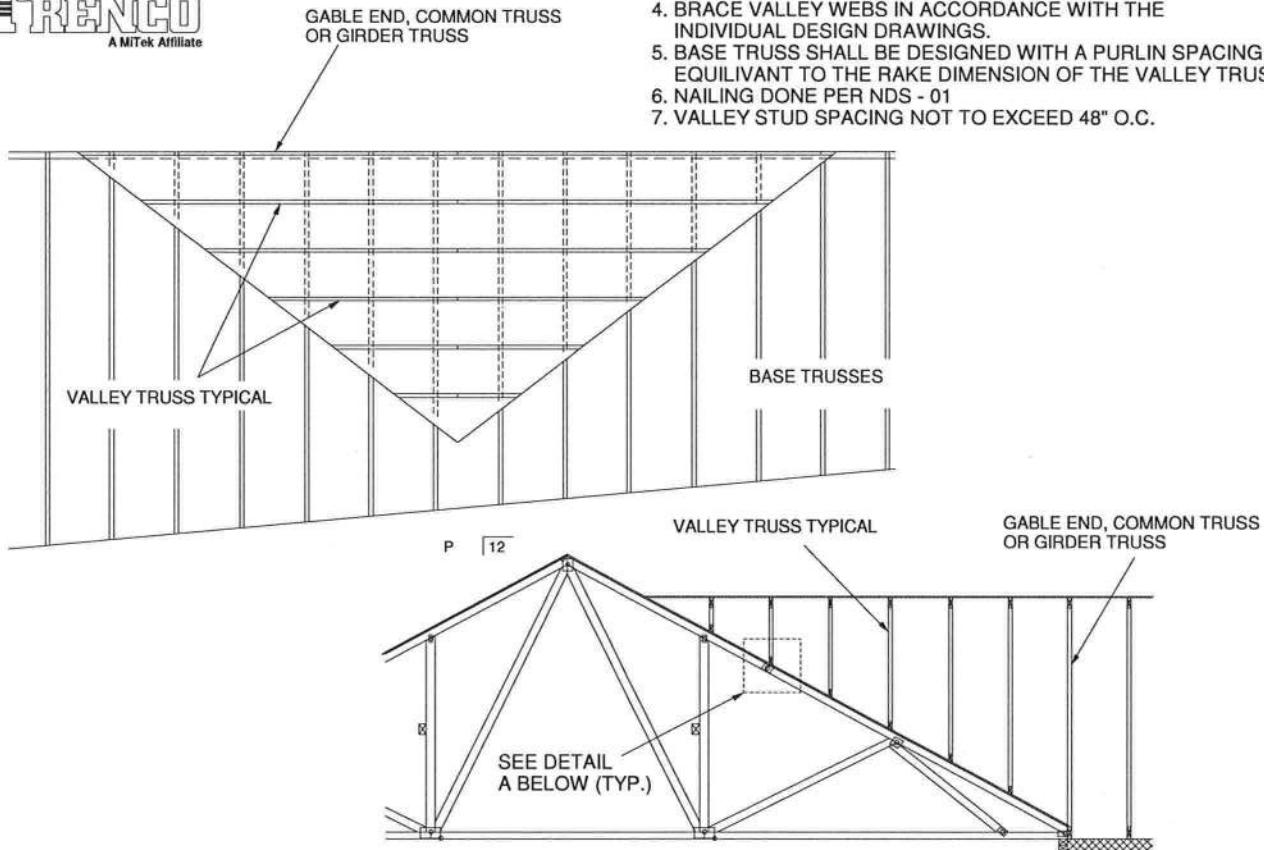 TRENCO
A MiTek Affiliate
GABLE END, COMMON TRUSS
OR GIRDER TRUSS
4. BRACE VALLEY WEBS IN ACCORDANCE WITH THE
INDIVIDUAL DESIGN DRAWINGS.
5. BASE TRUSS SHALL BE DESIGNED WITH A PURLIN SPACING
EQUILIVANT TO THE RAKE DIMENSION OF THE VALLEY
6. NAILING DONE PER NDS - 01
7. VALLEY STUD SPACING NOT TO EXCEED 48" O.C.
VALLEY TRUSS TYPICAL
BASE TRUSSES
P 12
VALLEY TRUSS TYPICAL
GABLE END, COMMON TRUSS
OR GIRDER TRUSS
SEE DETAIL
A BELOW (TYP.)